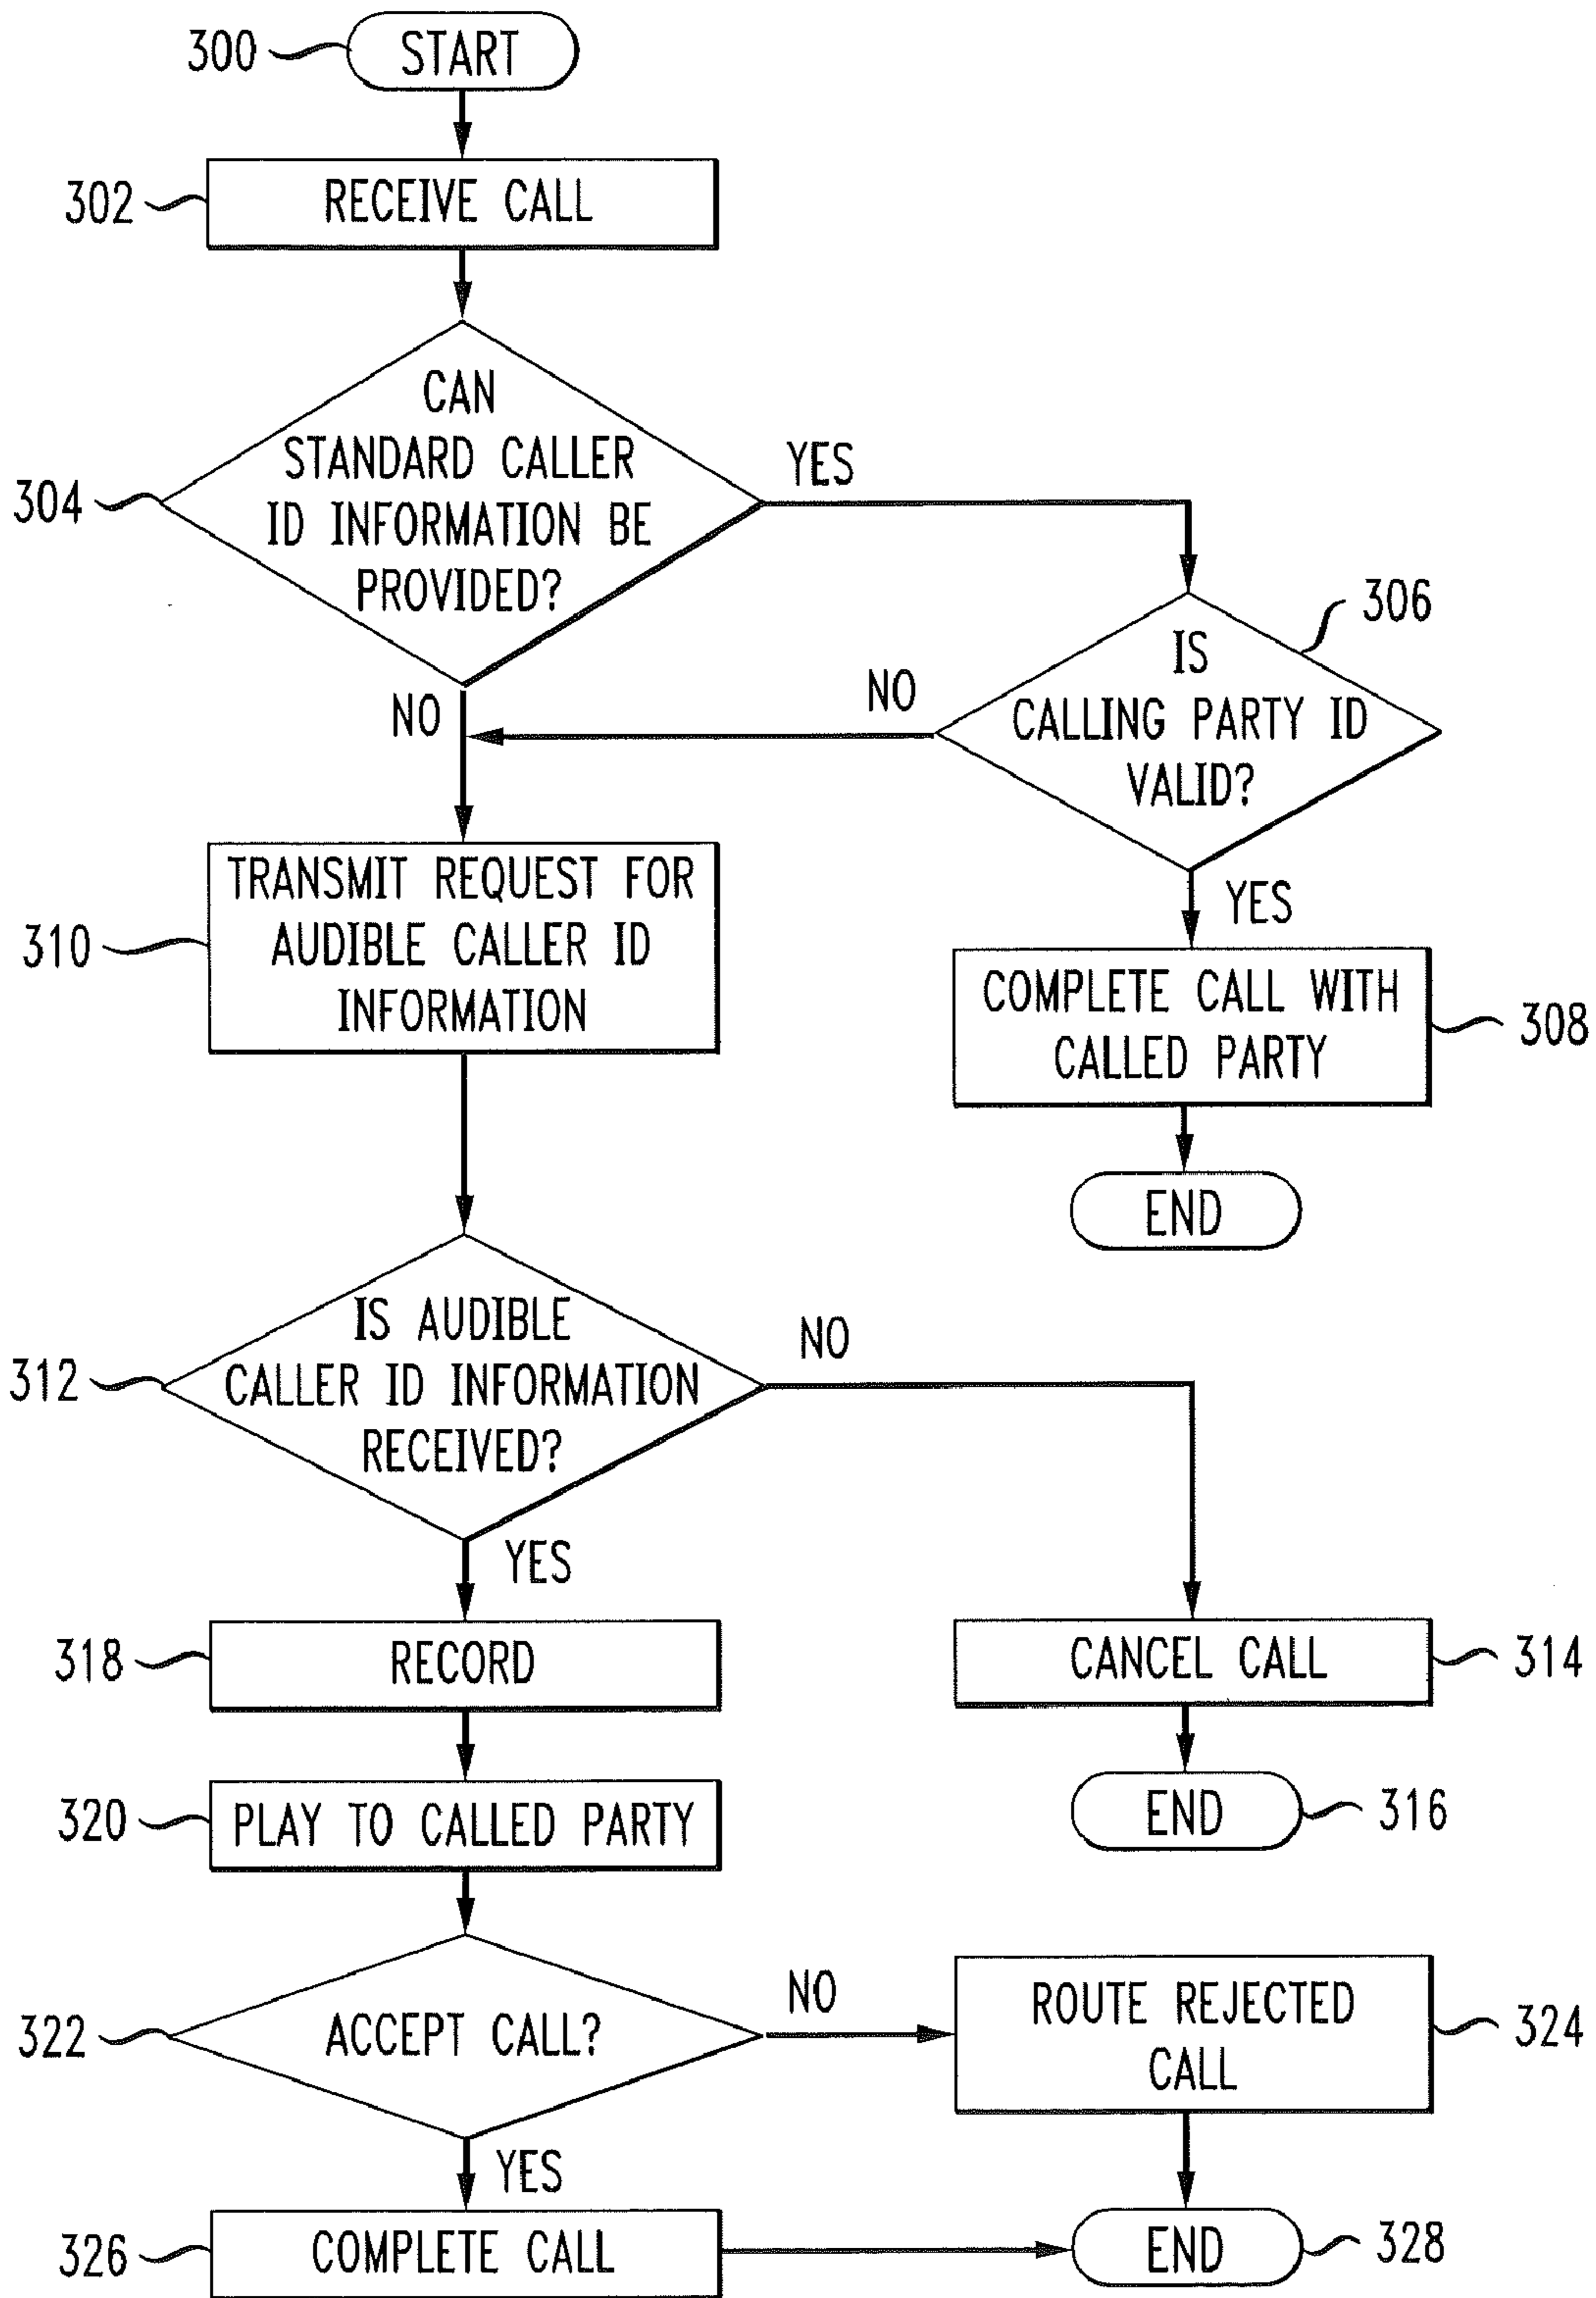 300
START
302
RECEIVE CALL
304
CAN
STANDARD CALLER
ID INFORMATION BE
PROVIDED?
YES
NO
306
IS
CALLING PARTY ID
VALID?
NO
YES
310
TRANSMIT REQUEST FOR
AUDIBLE CALLER ID
INFORMATION
COMPLETE CALL WITH
CALLED PARTY
308
END
312
IS AUDIBLE
CALLER ID INFORMATION
RECEIVED?
NO
YES
318
RECORD
CANCEL CALL
314
320
PLAY TO CALLED PARTY
END
316
322
ACCEPT CALL?
NO
ROUTE REJECTED
CALL
324
YES
326
COMPLETE CALL
END
328